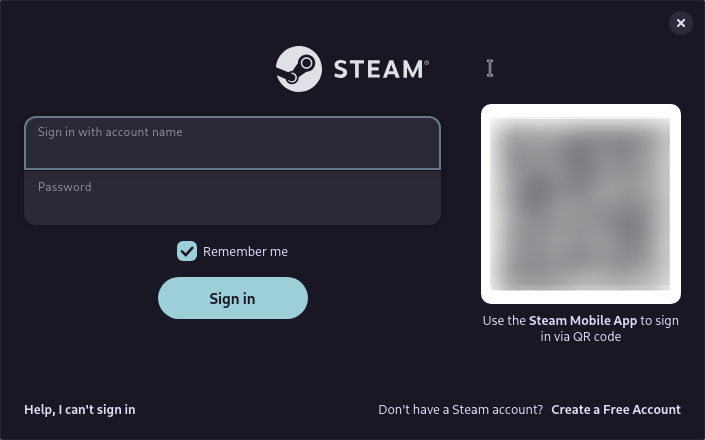 STEAM®
Sign in with account name
Password
Remember me
Sign in
Use the Steam Mobile App to sign
in via QR code
Help, I can't sign in
Don't have a Steam account? Create a Free Account